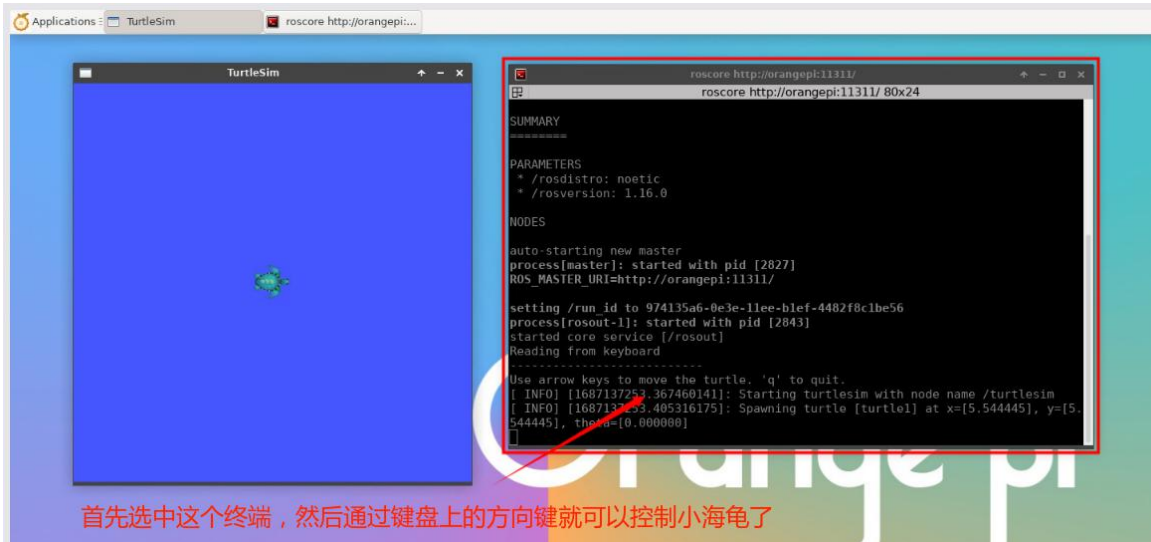 Applications
TurtleSim
roscore http://orangepi:...
TurtleSim
roscore http://orangepi:11311/
roscore http://orangepi:11311/ 80x24
SUMMARY
========
PARAMETERS
* /rosdistro: noetic
* /rosversion: 1.16.0
NODES
auto-starting new master
process[master]: started with pid [2827]
ROS_MASTER_URI=http://orangepi:11311/
setting /run_id to 974135a6-0e3e-11ee-b1ef-4482f8c1be56
process[rosout-1]: started with pid [2843]
started core service [/rosout]
Reading from keyboard
---------------------------
Use arrow keys to move the turtle. 'q' to quit.
[ INFO] [1687137253.367460141]: Starting turtlesim with node name /turtlesim
[ INFO] [1687137253.405316175]: Spawning turtle [turtle1] at x=[5.544445], y=[5.
544445], theta=[0.000000]
Orange pi
首先选中这个终端，然后通过键盘上的方向键就可以控制小海龟了